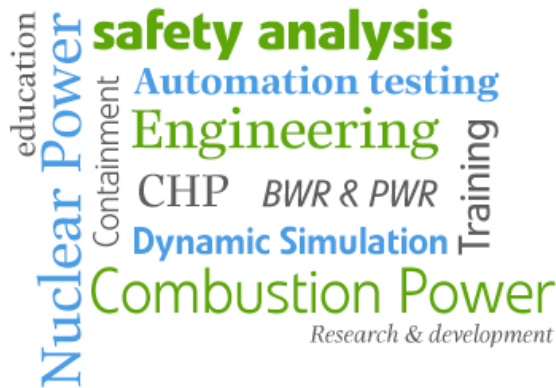 education
Nuclear Power
safety analysis
Automation testing
Containment
Engineering
CHP
BWR & PWR
Training
Dynamic Simulation
Combustion Power
Research & development